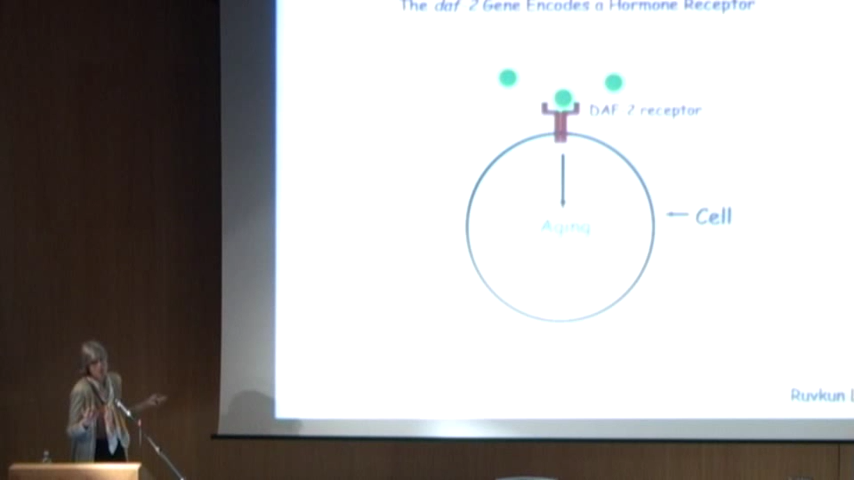 The daf 2 Gene Encodes a Hormone Receptor
DAF 2 receptor
Cell
Aging
Ruvkun L